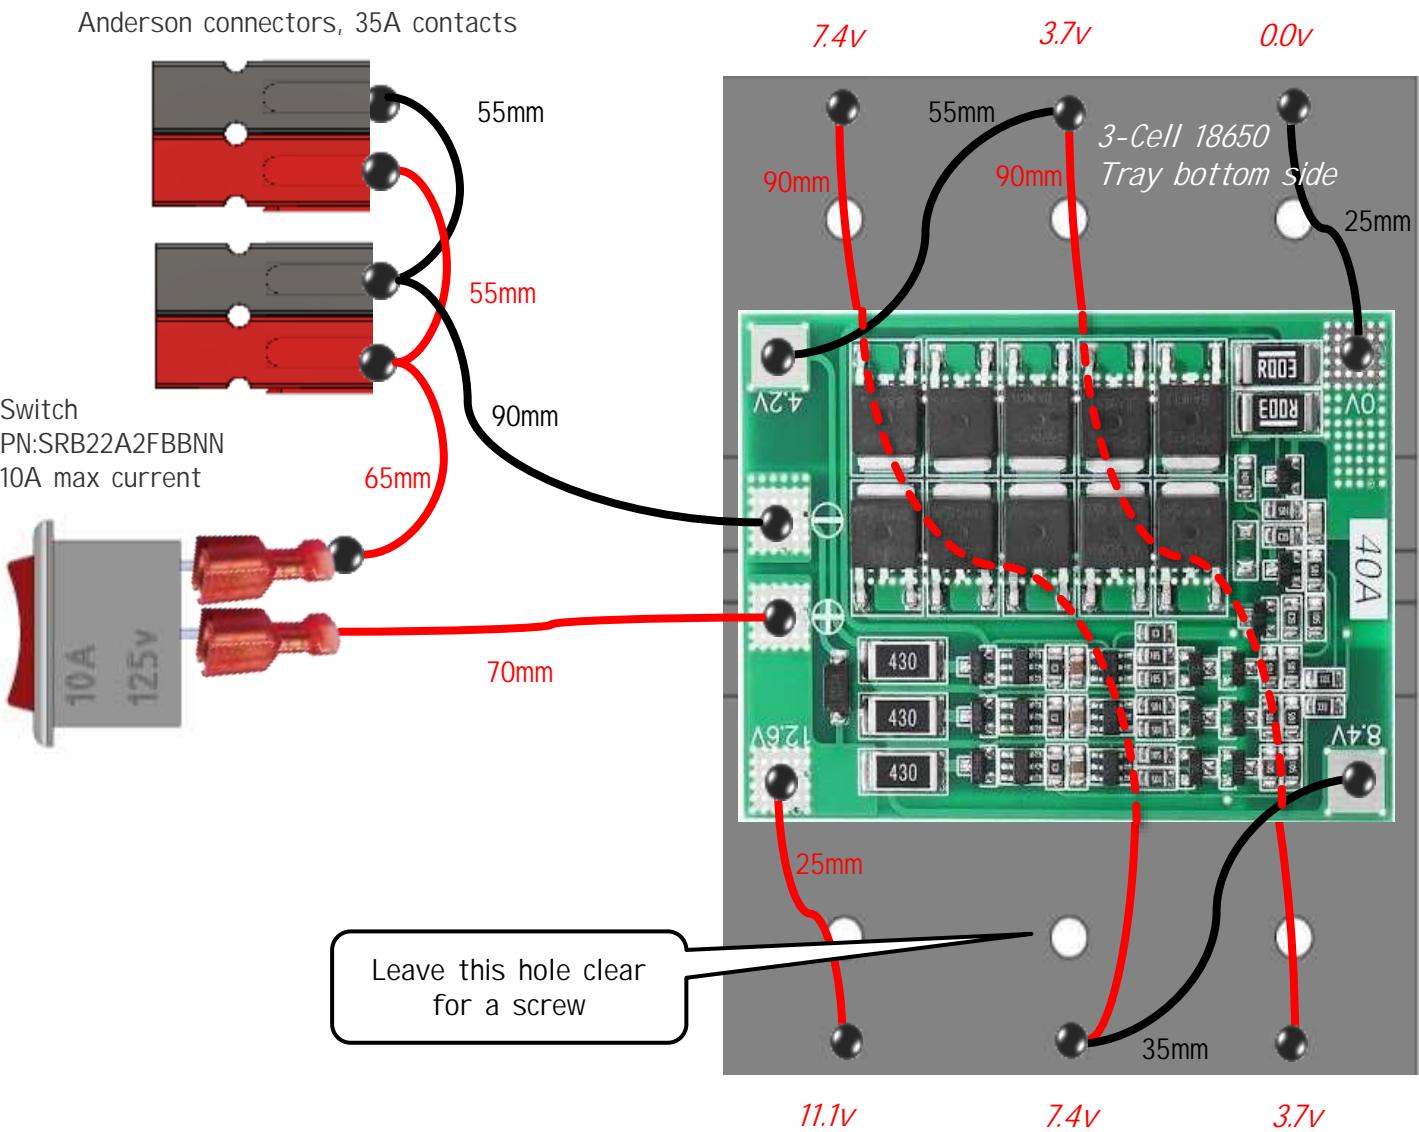 Anderson connectors, 35A contacts
7.4v
3.7v
0.0v
55mm
55mm
3-Cell 18650
Tray bottom side
90mm
90mm
25mm
55mm
4.2V
R003
R003
0V
90mm
Switch
PN:SRB22A2FBBNN
10A max current
65mm
40A
10A
125v
70mm
430
430
430
12.6V
8.4V
25mm
Leave this hole clear
for a screw
35mm
11.1v
7.4v
3.7v